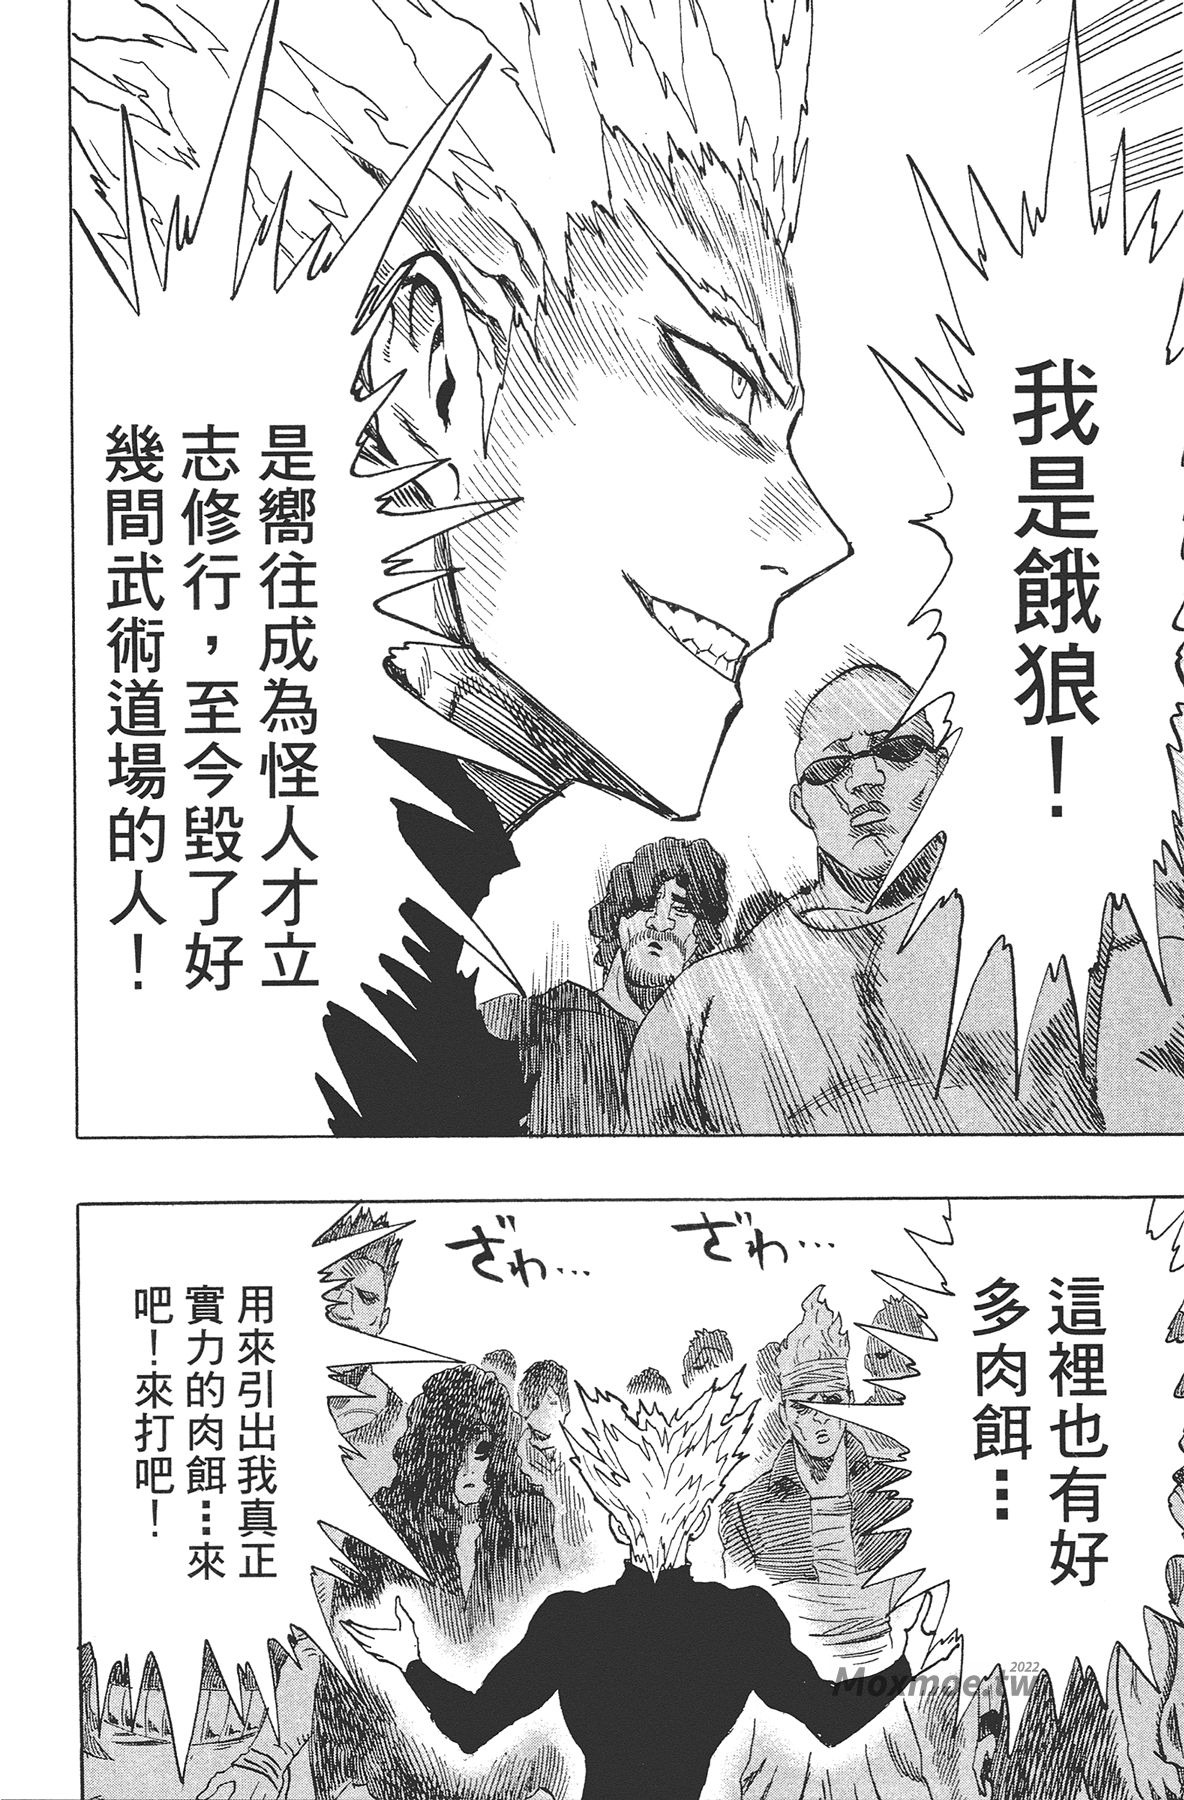 我是餓狼！
是嚮往成為怪人才立
志修行，至今毀了好
幾間武術道場的人！
這裡也有好
多肉餌…
ざわ…
ざわ…
用來引出我真正
實力的肉餌…來
吧！來打吧！
Moxmoe.tw 2022